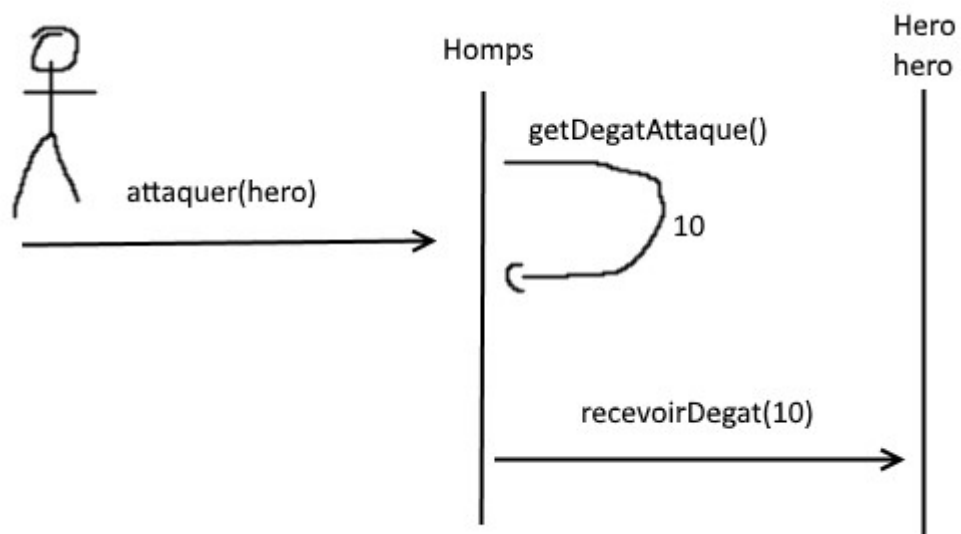 Homps
Hero
hero
getDegatAttaque()
attaquer(hero)
10
recevoirDegat(10)